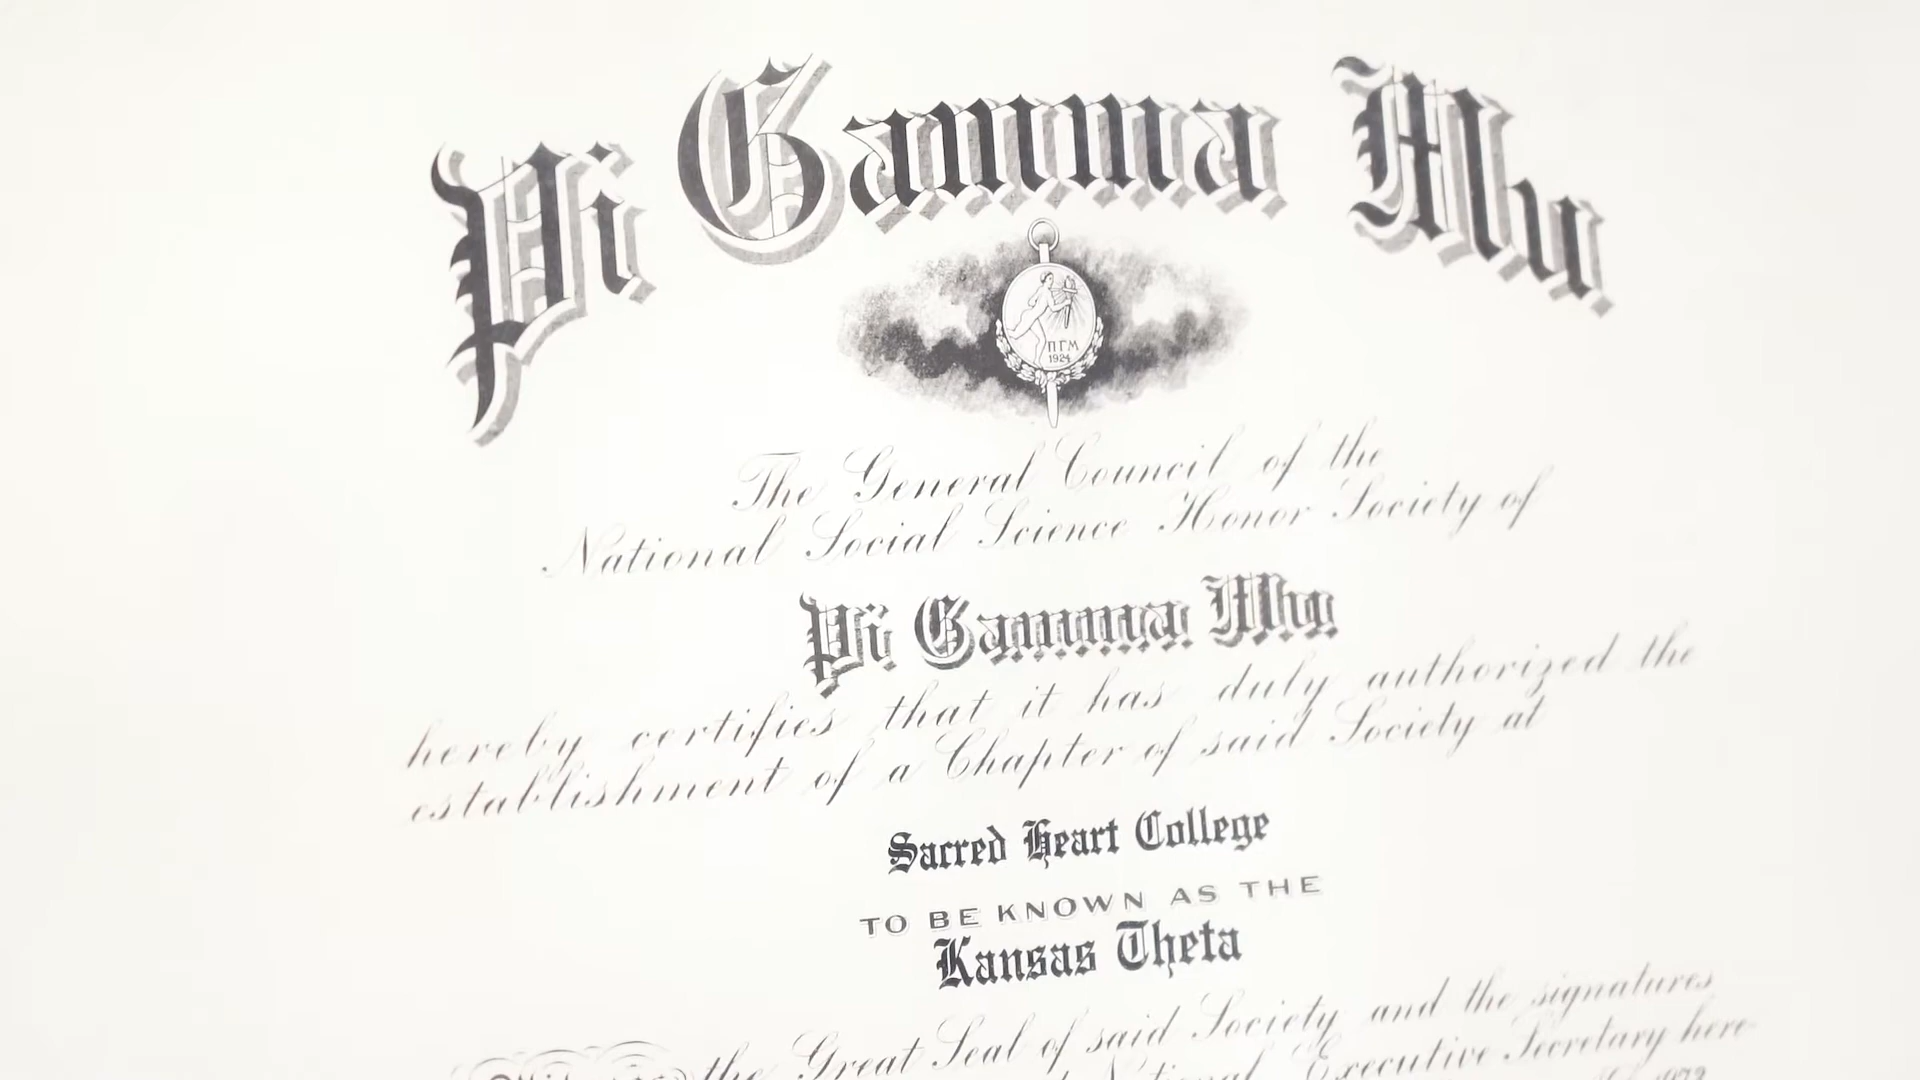 Pi Gamma Mu
ΠΓΜ
1924
The General Council of the
National Social Science Honor Society of
Pi Gamma Mu
hereby certifies that it has duly authorized the
establishment of a Chapter of said Society at
Sacred Heart College
TO BE KNOWN AS THE
Kansas Theta
the Great Seal of said Society and the signatures
National Executive Secretary here